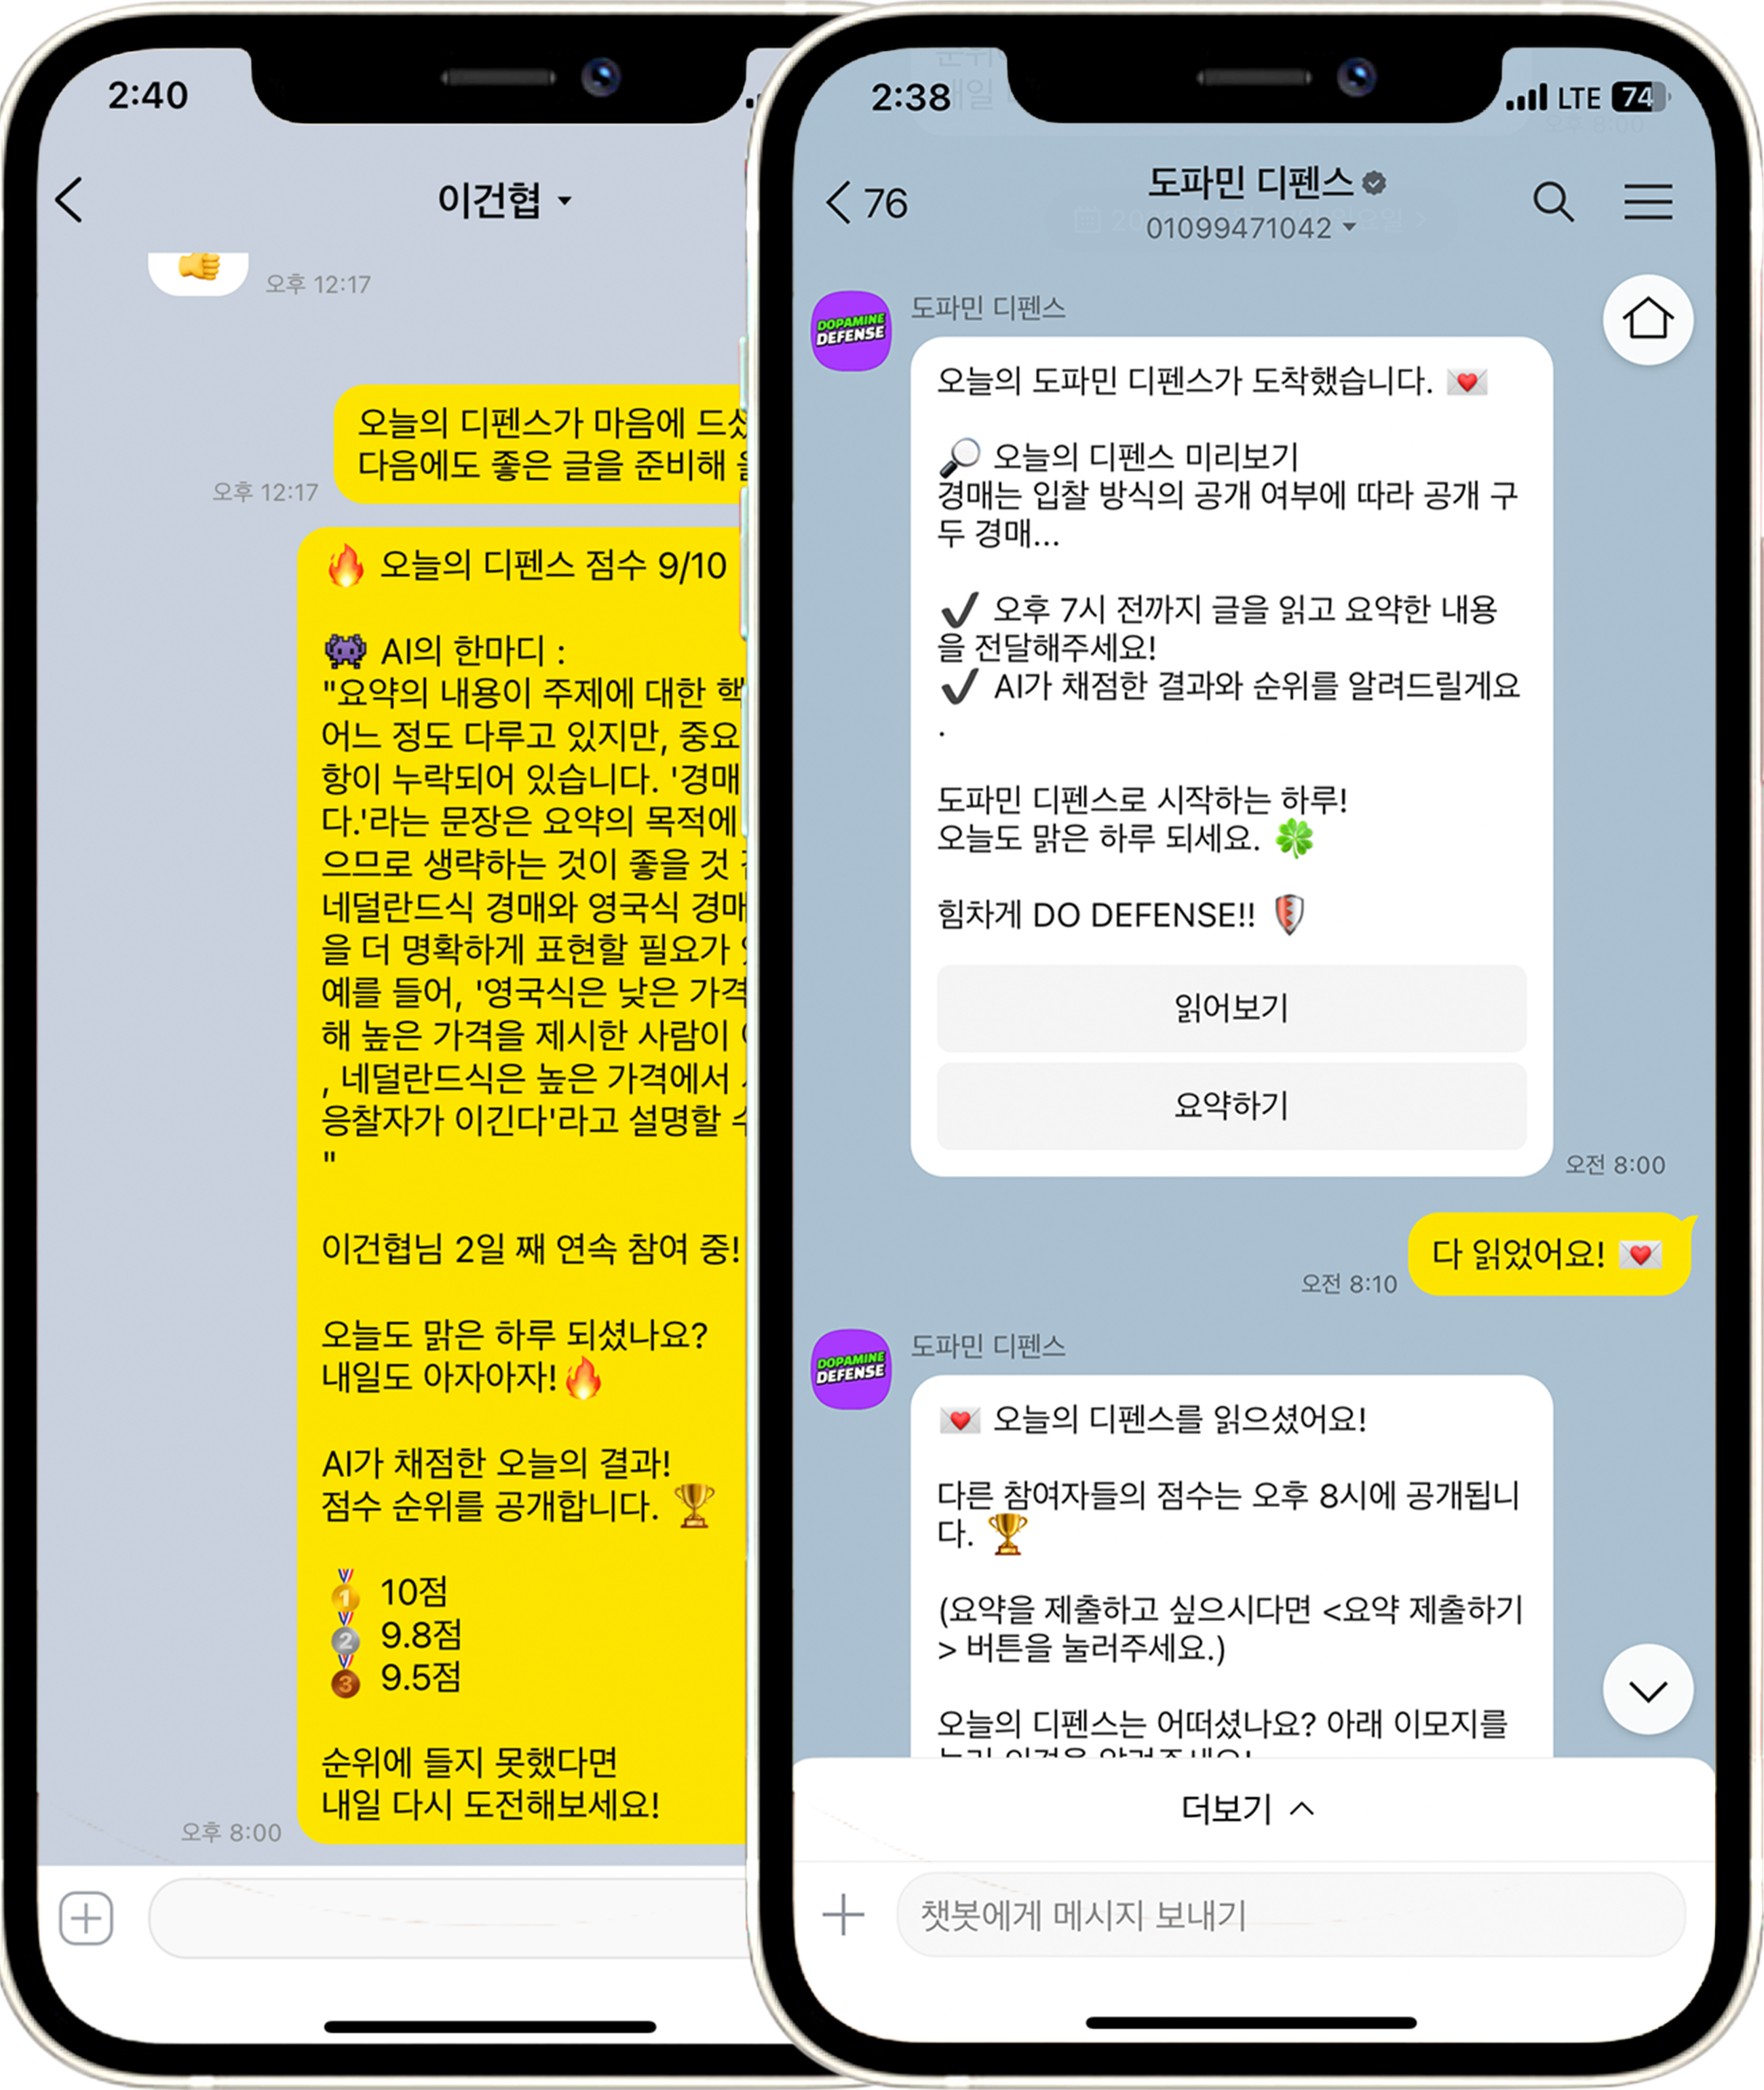 2:40
이건협
오후 12:17
오늘의 디펜스가 마음에
다음에도 좋은 글을 준비해
오후 12:17
오늘의 디펜스 점수 9/10
AI의 한마디 :
"요약의 내용이 주제에 대한
어느 정도 다루고 있지만, 중요
항이 누락되어 있습니다. '경매
다.'라는 문장은 요약의 목적에
으므로 생략하는 것이 좋을 것
네덜란드식 경매와 영국식 경매
을 더 명확하게 표현할 필요가
예를 들어, '영국식은 낮은 가격
해 높은 가격을 제시한 사람이
, 네덜란드식은 높은 가격에서
응찰자가 이긴다'라고 설명할
"
이건협님 2일 째 연속 참여 중!
오늘도 맑은 하루 되셨나요?
내일도 아자아자!
AI가 채점한 오늘의 결과!
점수 순위를 공개합니다.
1 10점
2 9.8점
3 9.5점
순위에 들지 못했다면
내일 다시 도전해보세요!
오후 8:00
2:38
LTE 74
76
도파민 디펜스
01099471042
DOPAMINE
DEFENSE
도파민 디펜스
오늘의 도파민 디펜스가 도착했습니다.
오늘의 디펜스 미리보기
경매는 입찰 방식의 공개 여부에 따라 공개 구
두 경매...
오후 7시 전까지 글을 읽고 요약한 내용
을 전달해주세요!
AI가 채점한 결과와 순위를 알려드릴게요
.
도파민 디펜스로 시작하는 하루!
오늘도 맑은 하루 되세요.
힘차게 DO DEFENSE!!
읽어보기
요약하기
오전 8:00
다 읽었어요!
오전 8:10
DOPAMINE
DEFENSE
도파민 디펜스
오늘의 디펜스를 읽으셨어요!
다른 참여자들의 점수는 오후 8시에 공개됩니
다.
(요약을 제출하고 싶으시다면 <요약 제출하기
> 버튼을 눌러주세요.)
오늘의 디펜스는 어떠셨나요? 아래 이모지를
더보기
챗봇에게 메시지 보내기